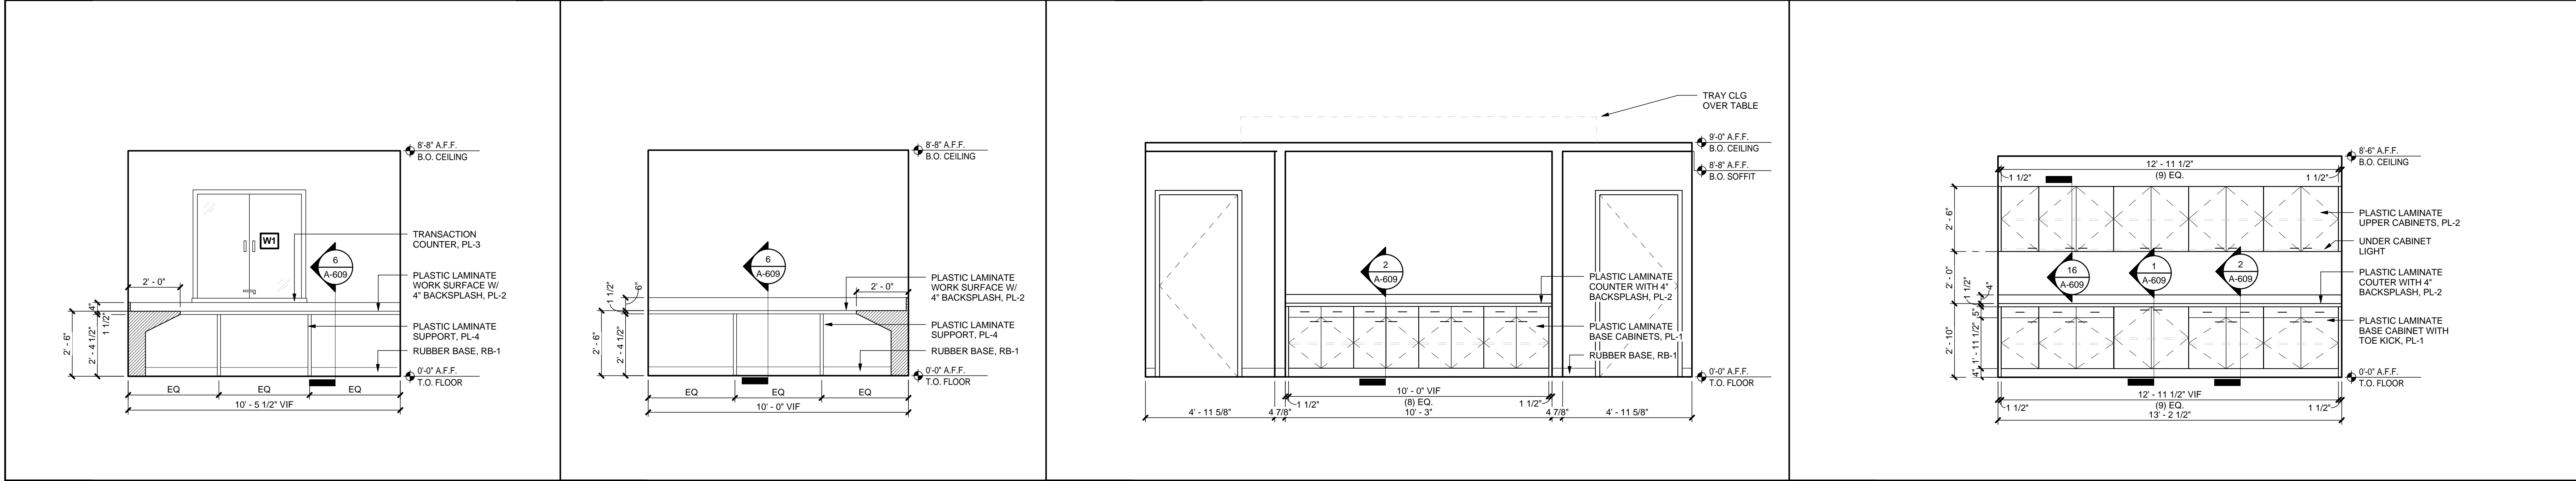 8'-8" A.F.F.
B.O. CEILING
W1
TRANSACTION
COUNTER, PL-3
6
A-609
2' - 0"
PLASTIC LAMINATE
WORK SURFACE W/
4" BACKSPLASH, PL-2
4"
1 1/2"
2' - 4 1/2"
2' - 6"
PLASTIC LAMINATE
SUPPORT, PL-4
RUBBER BASE, RB-1
0'-0" A.F.F.
T.O. FLOOR
EQ
EQ
EQ
10' - 5 1/2" VIF
8'-8" A.F.F.
B.O. CEILING
6
A-609
6"
1 1/2"
2' - 4 1/2"
2' - 6"
2' - 0"
PLASTIC LAMINATE
WORK SURFACE W/
4" BACKSPLASH, PL-2
PLASTIC LAMINATE
SUPPORT, PL-4
RUBBER BASE, RB-1
0'-0" A.F.F.
T.O. FLOOR
EQ
EQ
EQ
10' - 0" VIF
TRAY CLG
OVER TABLE
9'-0" A.F.F.
B.O. CEILING
8'-8" A.F.F.
B.O. SOFFIT
2
A-609
PLASTIC LAMINATE
COUNTER WITH 4"
BACKSPLASH, PL-2
PLASTIC LAMINATE
BASE CABINETS, PL-1
RUBBER BASE, RB-1
0'-0" A.F.F.
T.O. FLOOR
10' - 0" VIF
1 1/2"
(8) EQ.
1 1/2"
4' - 11 5/8"
4 7/8"
10' - 3"
4 7/8"
4' - 11 5/8"
8'-6" A.F.F.
B.O. CEILING
12' - 11 1/2"
1 1/2"
(9) EQ.
1 1/2"
2' - 6"
2' - 0"
1 1/2"
4"
5"
1' - 11 1/2"
4"
2' - 10"
16
A-609
1
A-609
2
A-609
PLASTIC LAMINATE
UPPER CABINETS, PL-2
UNDER CABINET
LIGHT
PLASTIC LAMINATE
COUTER WITH 4"
BACKSPLASH, PL-2
PLASTIC LAMINATE
BASE CABINET WITH
TOE KICK, PL-1
0'-0" A.F.F.
T.O. FLOOR
12' - 11 1/2" VIF
1 1/2"
(9) EQ.
1 1/2"
13' - 2 1/2"